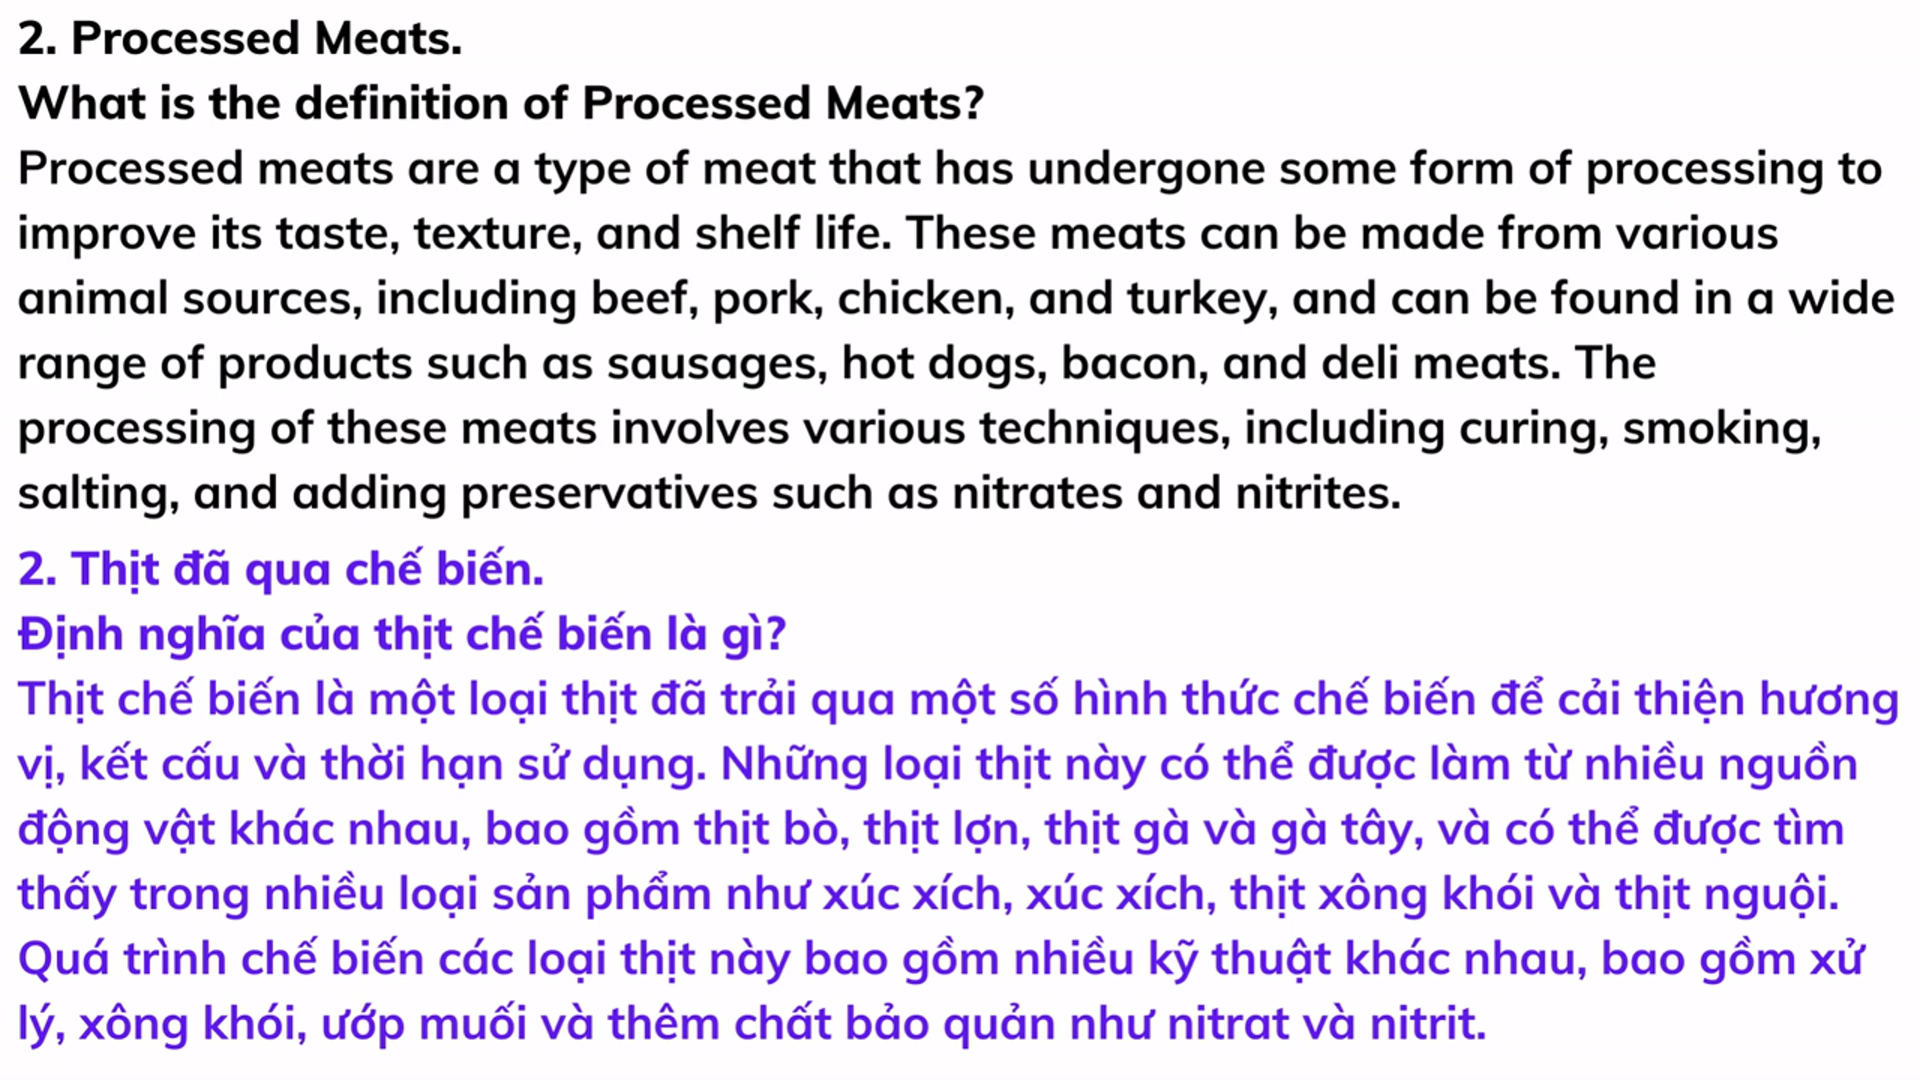 2. Processed Meats.
What is the definition of Processed Meats?
Processed meats are a type of meat that has undergone some form of processing to
improve its taste, texture, and shelf life. These meats can be made from various
animal sources, including beef, pork, chicken, and turkey, and can be found in a wide
range of products such as sausages, hot dogs, bacon, and deli meats. The
processing of these meats involves various techniques, including curing, smoking,
salting, and adding preservatives such as nitrates and nitrites.
2. Thịt đã qua chế biến.
Định nghĩa của thịt chế biến là gì?
Thịt chế biến là một loại thịt đã trải qua một số hình thức chế biến để cải thiện hương
vị, kết cấu và thời hạn sử dụng. Những loại thịt này có thể được làm từ nhiều nguồn
động vật khác nhau, bao gồm thịt bò, thịt lợn, thịt gà và gà tây, và có thể được tìm
thấy trong nhiều loại sản phẩm như xúc xích, xúc xích, thịt xông khói và thịt nguội.
Quá trình chế biến các loại thịt này bao gồm nhiều kỹ thuật khác nhau, bao gồm xử
lý, xông khói, ướp muối và thêm chất bảo quản như nitrat và nitrit.